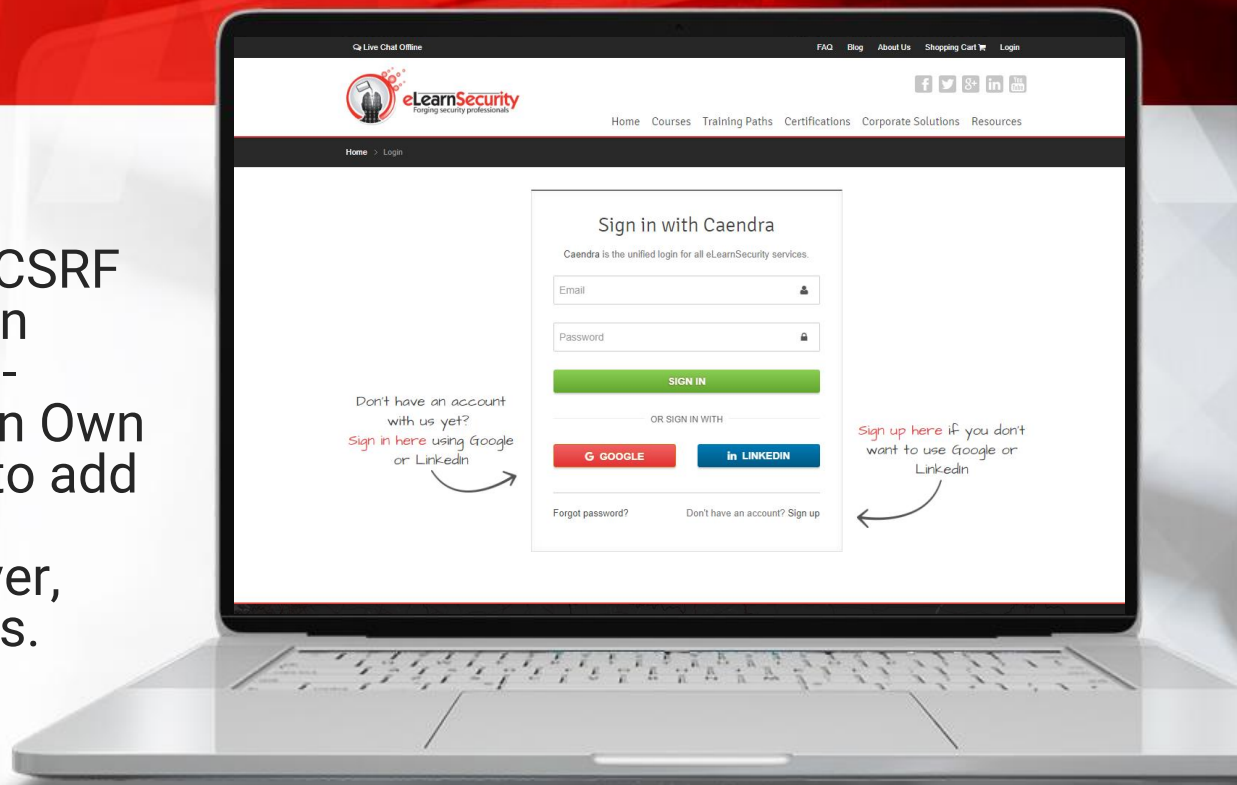 CSRF
n
-
n Own
to add
ver,
s.
Live Chat Offline
FAQ Blog About Us Shopping Cart Login
eLearnSecurity
Forging security professionals
Home Courses Training Paths Certifications Corporate Solutions Resources
Home > Login
Sign in with Caendra
Caendra is the unified login for all eLearnSecurity services.
Email
Password
SIGN IN
OR SIGN IN WITH
G GOOGLE
in LINKEDIN
Forgot password?
Don't have an account? Sign up
Don't have an account
with us yet?
Sign in here using Google
or LinkedIn
Sign up here if you don't
want to use Google or
LinkedIn